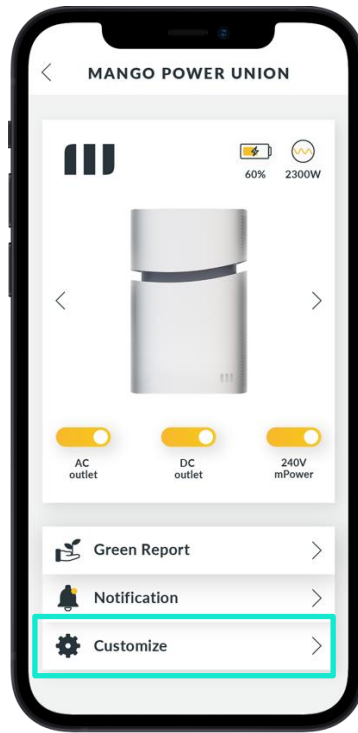 MANGO POWER UNION
60%
2300W
AC
outlet
DC
outlet
240V
mPower
Green Report
Notification
Customize